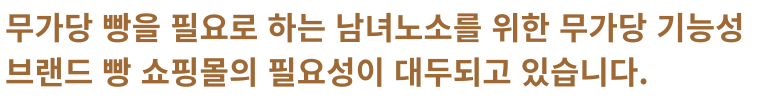 무가당 빵을 필요로 하는 남녀노소를 위한 무가당 기능성
브랜드 빵 쇼핑몰의 필요성이 대두되고 있습니다.